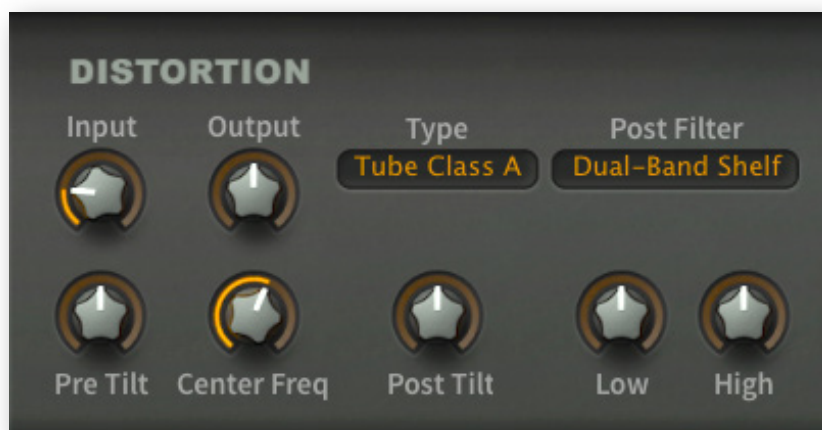 DISTORTION
Input Output Type Post Filter
Tube Class A Dual-Band Shelf
Pre Tilt Center Freq Post Tilt Low High